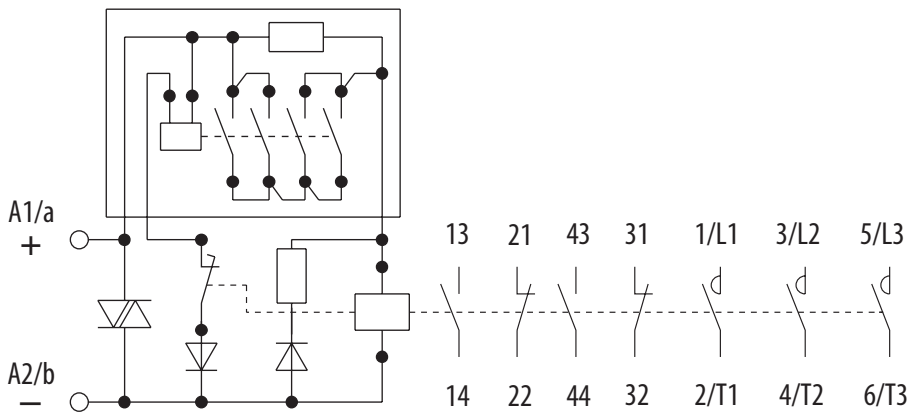 A1/a
+
13 21 43 31 1/L1 3/L2 5/L3
A2/b
−
14 22 44 32 2/T1 4/T2 6/T3